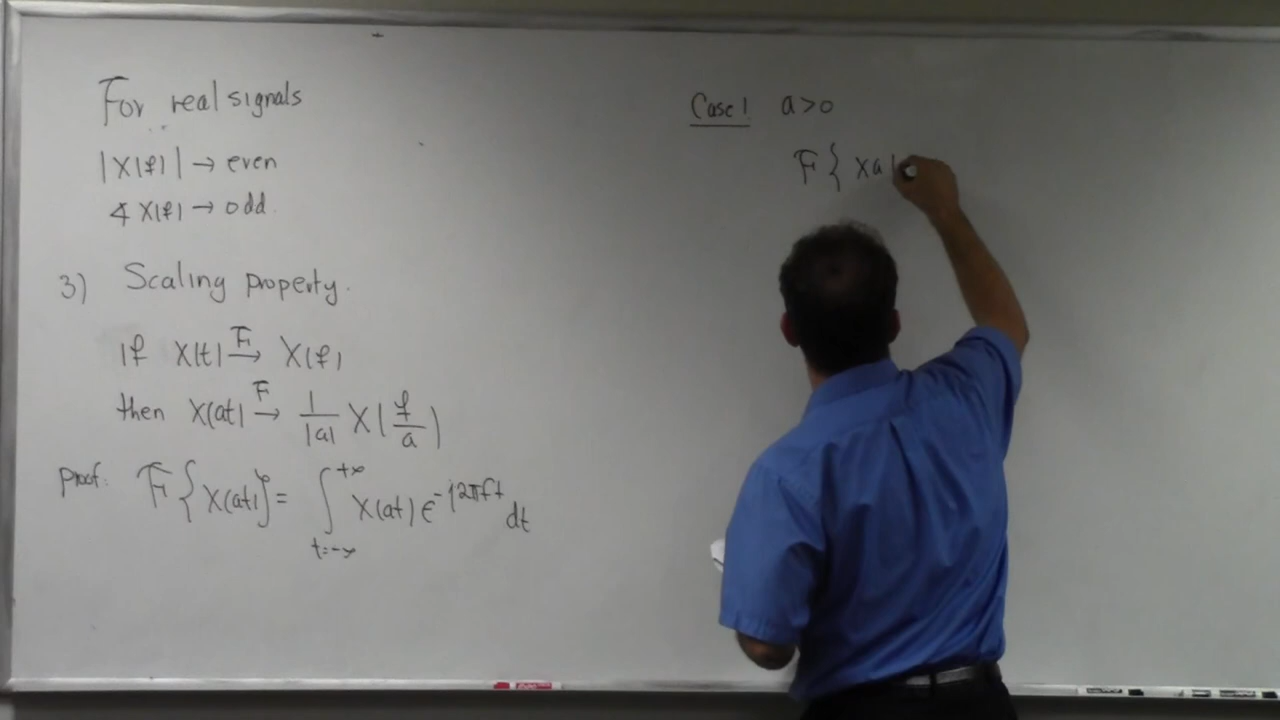 For real signals
|X(f)| → even
∡ X(f) → odd.
3) Scaling property.
If X(t) F→ X(f)
then X(at) F→ 1/|a| X(f/a)
Proof: F{X(at)} = ∫ t=-∞ +∞ X(at) e^-j2πft dt
Case 1 a>0
F{ Xa